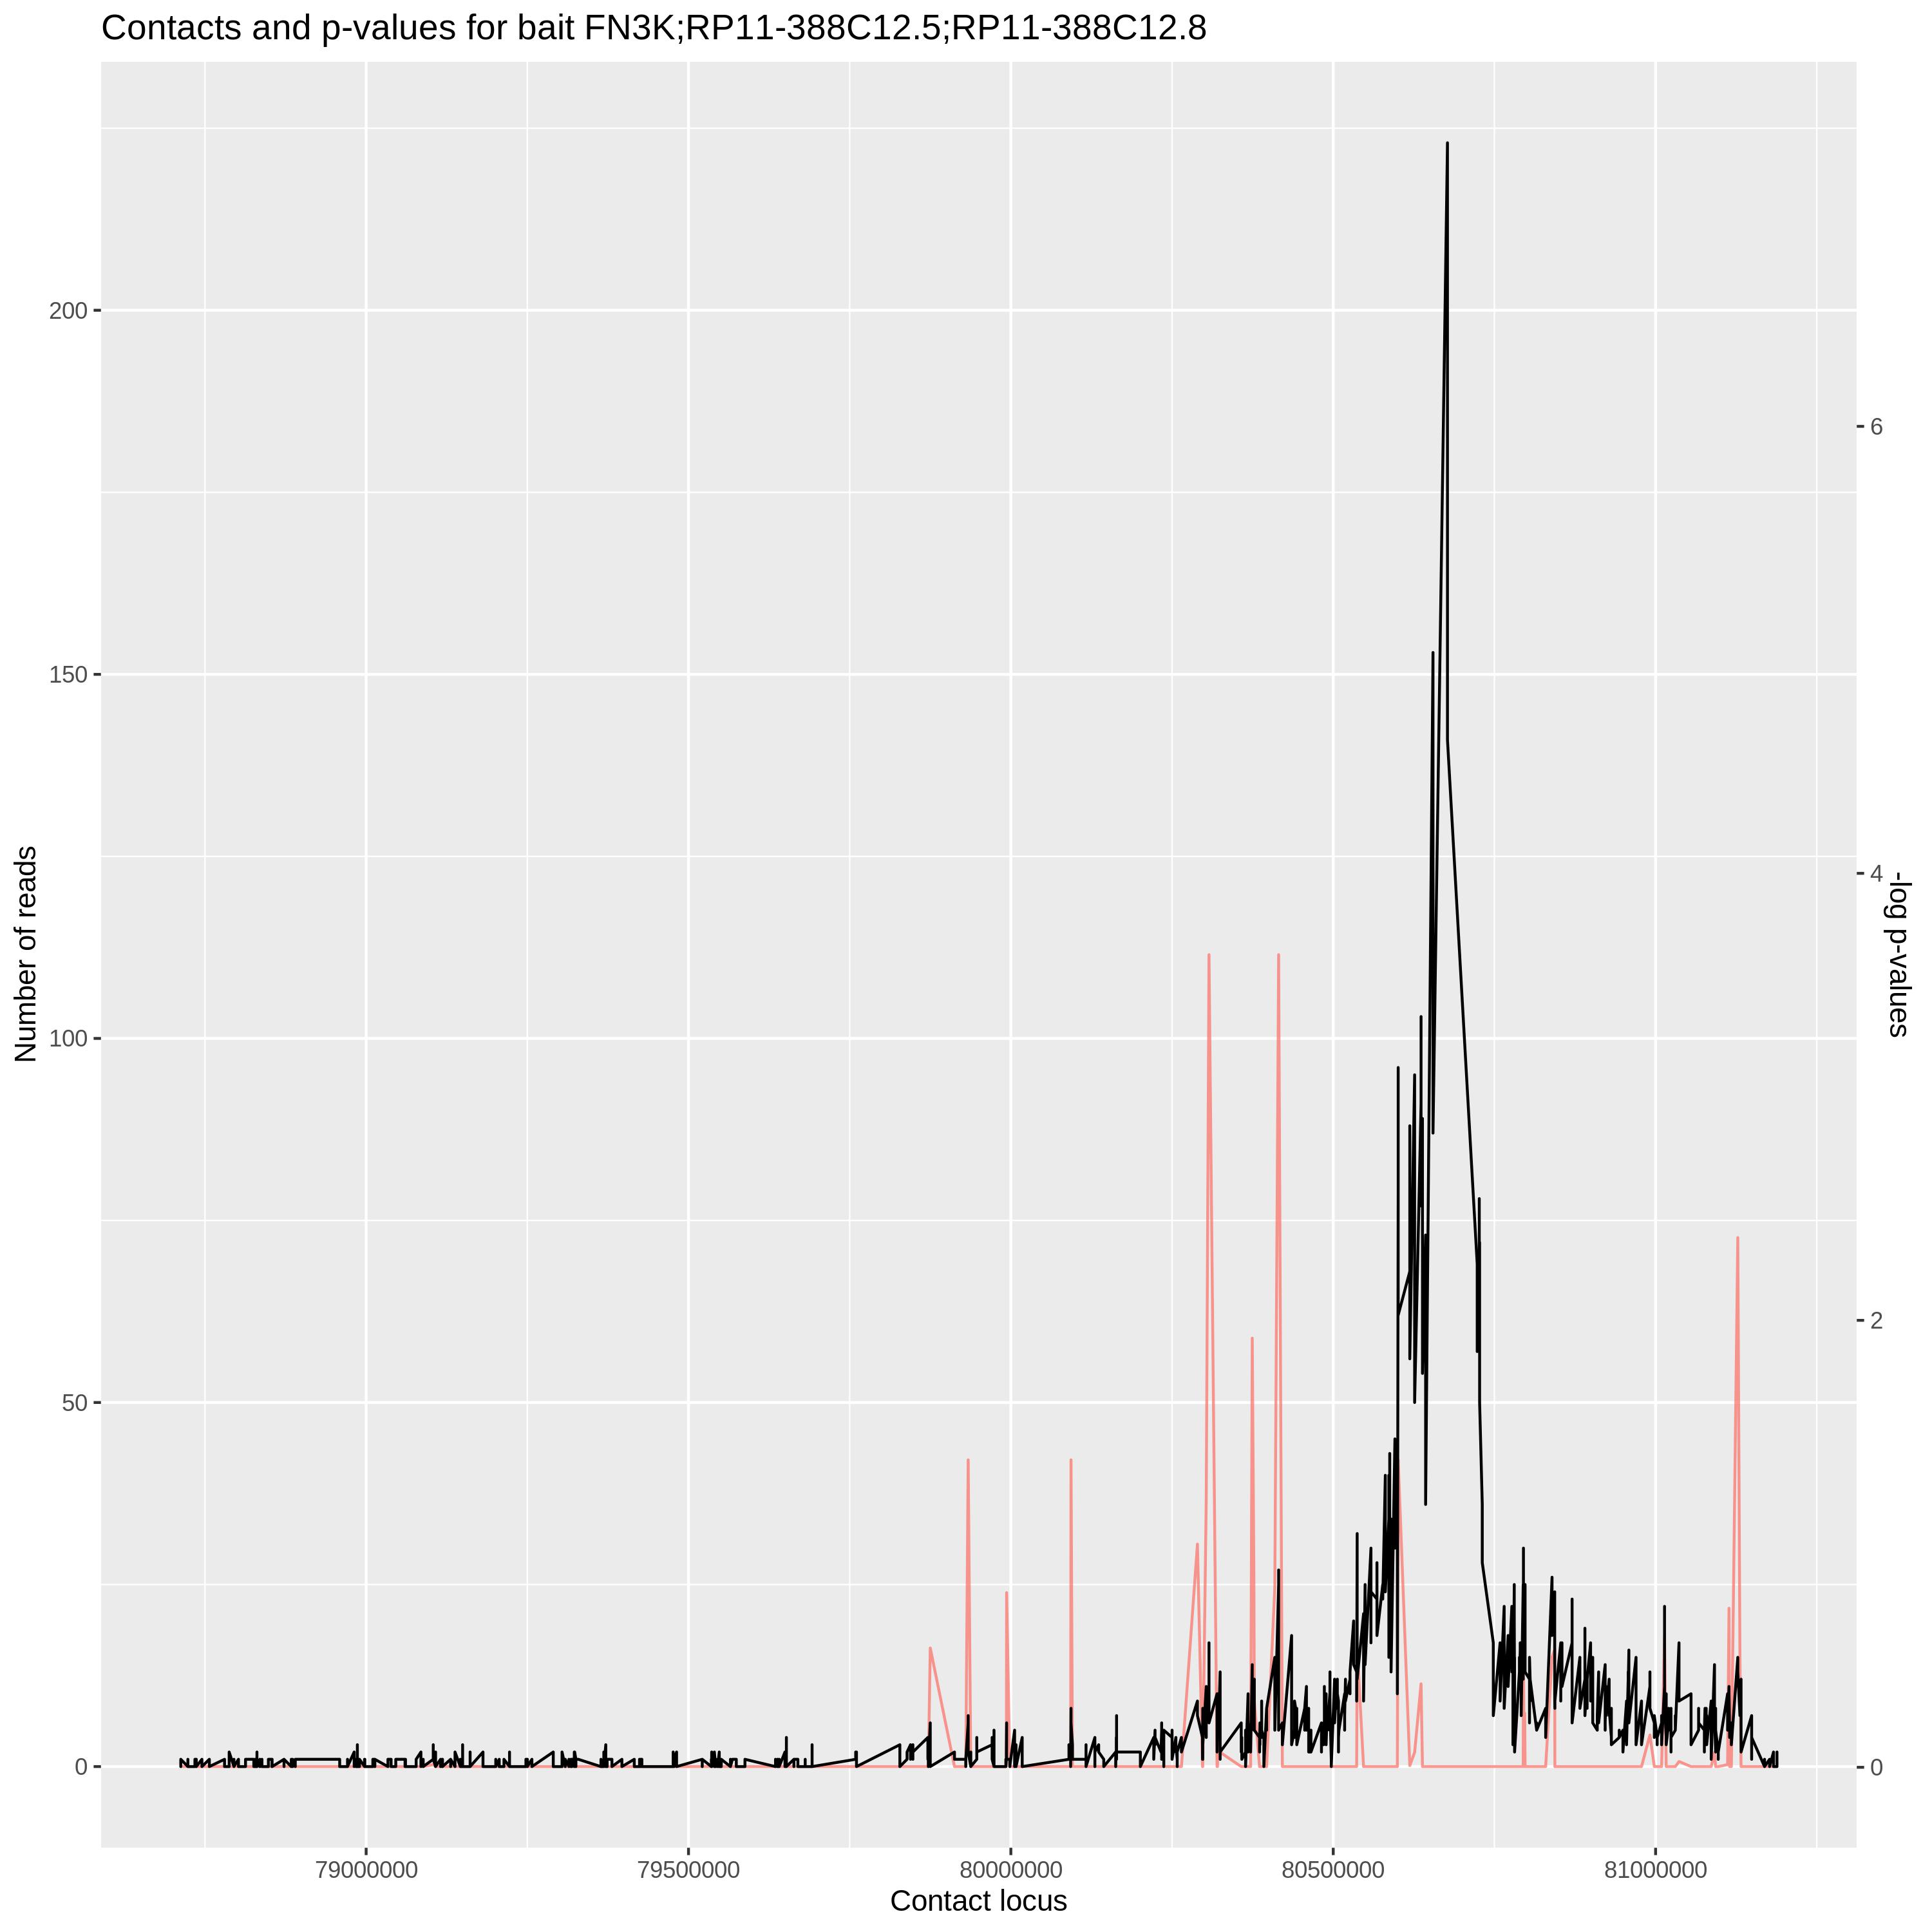 Contacts and p-values for bait FN3K;RP11-388C12.5;RP11-388C12.8
Number of reads
200
150
100
50
0
6
4
2
0
-log p-values
79000000 79500000 80000000 80500000 81000000
Contact locus